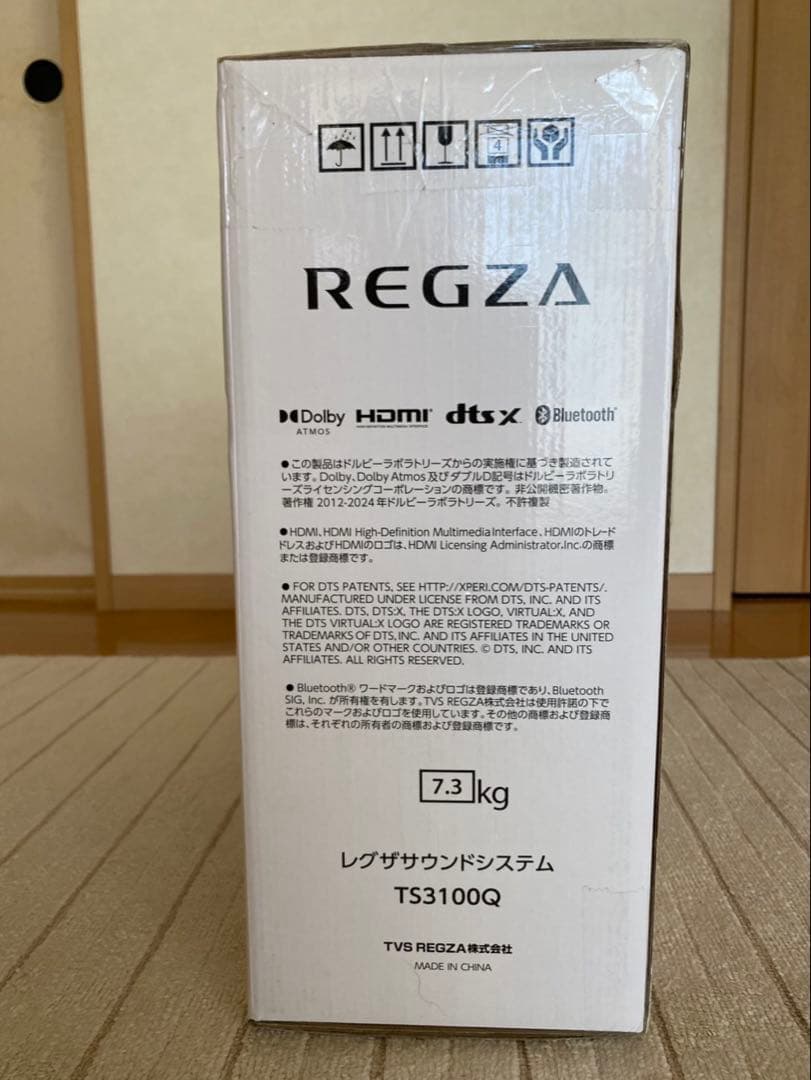 4
REGZA
Dolby HDMI dts X Bluetooth
ATMOS HIGH-DEFINITION MULTIMEDIA INTERFACE
●この製品はドルビーラボラトリーズからの実施権に基づき製造されて
います。Dolby、Dolby Atmos 及びダブルD記号はドルビーラボラトリ
ーズライセンシングコーポレーションの商標です。非公開機密著作物。
著作権 2012-2024年ドルビーラボラトリーズ。不許複製
●HDMI、HDMI High-Definition Multimedia Interface、HDMIのトレード
ドレスおよびHDMIのロゴは、HDMI Licensing Administrator,Inc.の商標
または登録商標です。
● FOR DTS PATENTS, SEE HTTP://XPERI.COM/DTS-PATENTS/.
MANUFACTURED UNDER LICENSE FROM DTS, INC. AND ITS
AFFILIATES. DTS, DTS:X, THE DTS:X LOGO, VIRTUAL:X, AND
THE DTS VIRTUAL:X LOGO ARE REGISTERED TRADEMARKS OR
TRADEMARKS OF DTS, INC. AND ITS AFFILIATES IN THE UNITED
STATES AND/OR OTHER COUNTRIES. © DTS, INC. AND ITS
AFFILIATES. ALL RIGHTS RESERVED.
● Bluetooth® ワードマークおよびロゴは登録商標であり、Bluetooth
SIG, Inc. が所有権を有します。TVS REGZA株式会社は使用許諾の下で
これらのマークおよびロゴを使用しています。その他の商標および登録商
標は、それぞれの所有者の商標および登録商標です。
7.3 kg
レグザサウンドシステム
TS3100Q
TVS REGZA株式会社
MADE IN CHINA